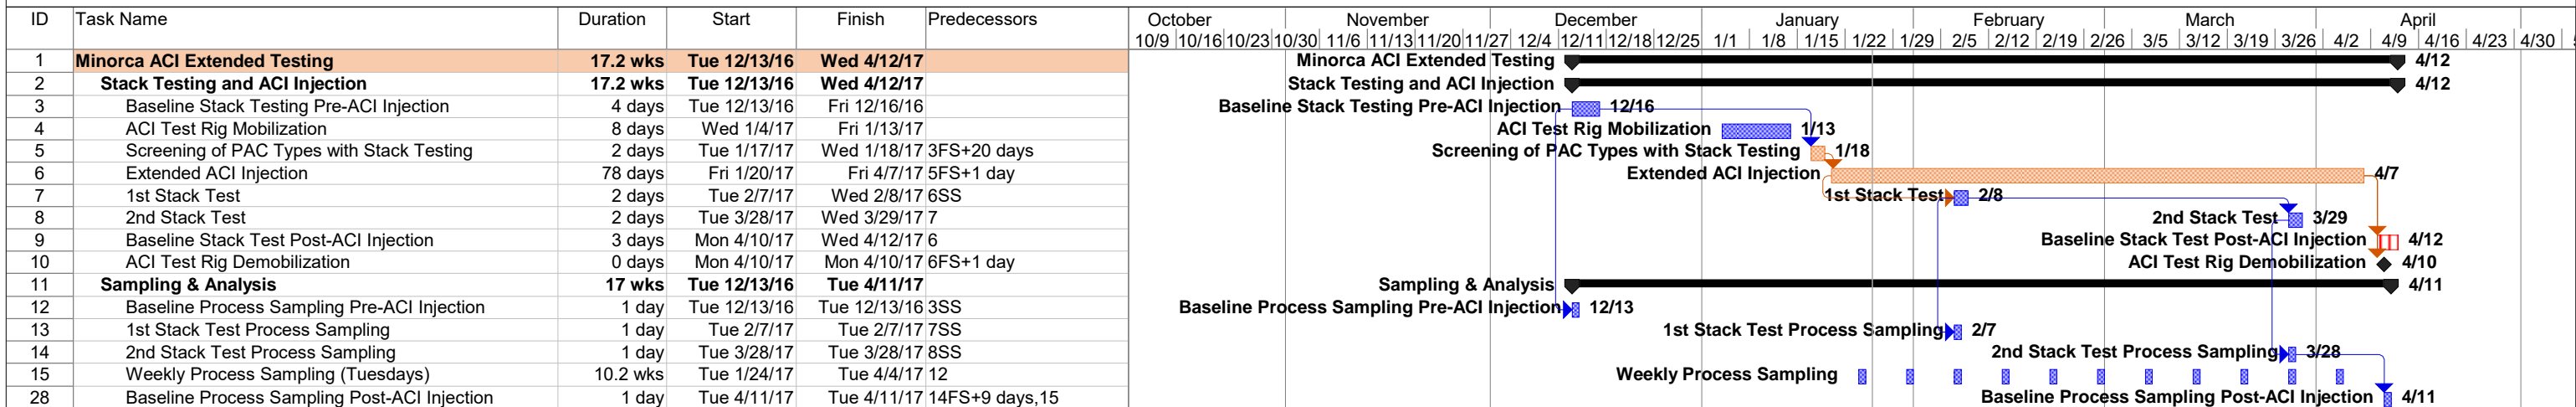 ID Task Name Duration Start Finish Predecessors October November December January February March April
10/9 10/16 10/23 10/30 11/6 11/13 11/20 11/27 12/4 12/11 12/18 12/25 1/1 1/8 1/15 1/22 1/29 2/5 2/12 2/19 2/26 3/5 3/12 3/19 3/26 4/2 4/9 4/16 4/23 4/30
1 Minorca ACI Extended Testing 17.2 wks Tue 12/13/16 Wed 4/12/17 Minorca ACI Extended Testing 4/12
2 Stack Testing and ACI Injection 17.2 wks Tue 12/13/16 Wed 4/12/17 Stack Testing and ACI Injection 4/12
3 Baseline Stack Testing Pre-ACI Injection 4 days Tue 12/13/16 Fri 12/16/16 Baseline Stack Testing Pre-ACI Injection 12/16
4 ACI Test Rig Mobilization 8 days Wed 1/4/17 Fri 1/13/17 ACI Test Rig Mobilization 1/13
5 Screening of PAC Types with Stack Testing 2 days Tue 1/17/17 Wed 1/18/17 3FS+20 days Screening of PAC Types with Stack Testing 1/18
6 Extended ACI Injection 78 days Fri 1/20/17 Fri 4/7/17 5FS+1 day Extended ACI Injection 4/7
7 1st Stack Test 2 days Tue 2/7/17 Wed 2/8/17 6SS 1st Stack Test 2/8
8 2nd Stack Test 2 days Tue 3/28/17 Wed 3/29/17 7 2nd Stack Test 3/29
9 Baseline Stack Test Post-ACI Injection 3 days Mon 4/10/17 Wed 4/12/17 6 Baseline Stack Test Post-ACI Injection 4/12
10 ACI Test Rig Demobilization 0 days Mon 4/10/17 Mon 4/10/17 6FS+1 day ACI Test Rig Demobilization 4/10
11 Sampling & Analysis 17 wks Tue 12/13/16 Tue 4/11/17 Sampling & Analysis 4/11
12 Baseline Process Sampling Pre-ACI Injection 1 day Tue 12/13/16 Tue 12/13/16 3SS Baseline Process Sampling Pre-ACI Injection 12/13
13 1st Stack Test Process Sampling 1 day Tue 2/7/17 Tue 2/7/17 7SS 1st Stack Test Process Sampling 2/7
14 2nd Stack Test Process Sampling 1 day Tue 3/28/17 Tue 3/28/17 8SS 2nd Stack Test Process Sampling 3/28
15 Weekly Process Sampling (Tuesdays) 10.2 wks Tue 1/24/17 Tue 4/4/17 12 Weekly Process Sampling
28 Baseline Process Sampling Post-ACI Injection 1 day Tue 4/11/17 Tue 4/11/17 14FS+9 days,15 Baseline Process Sampling Post-ACI Injection 4/11